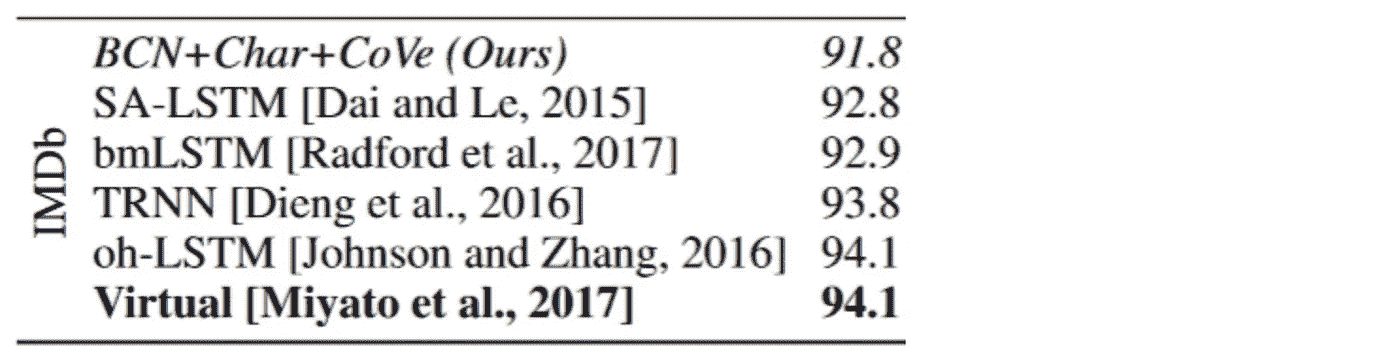 IMDb
BCN+Char+CoVe (Ours) 91.8
SA-LSTM [Dai and Le, 2015] 92.8
bmLSTM [Radford et al., 2017] 92.9
TRNN [Dieng et al., 2016] 93.8
oh-LSTM [Johnson and Zhang, 2016] 94.1
Virtual [Miyato et al., 2017] 94.1